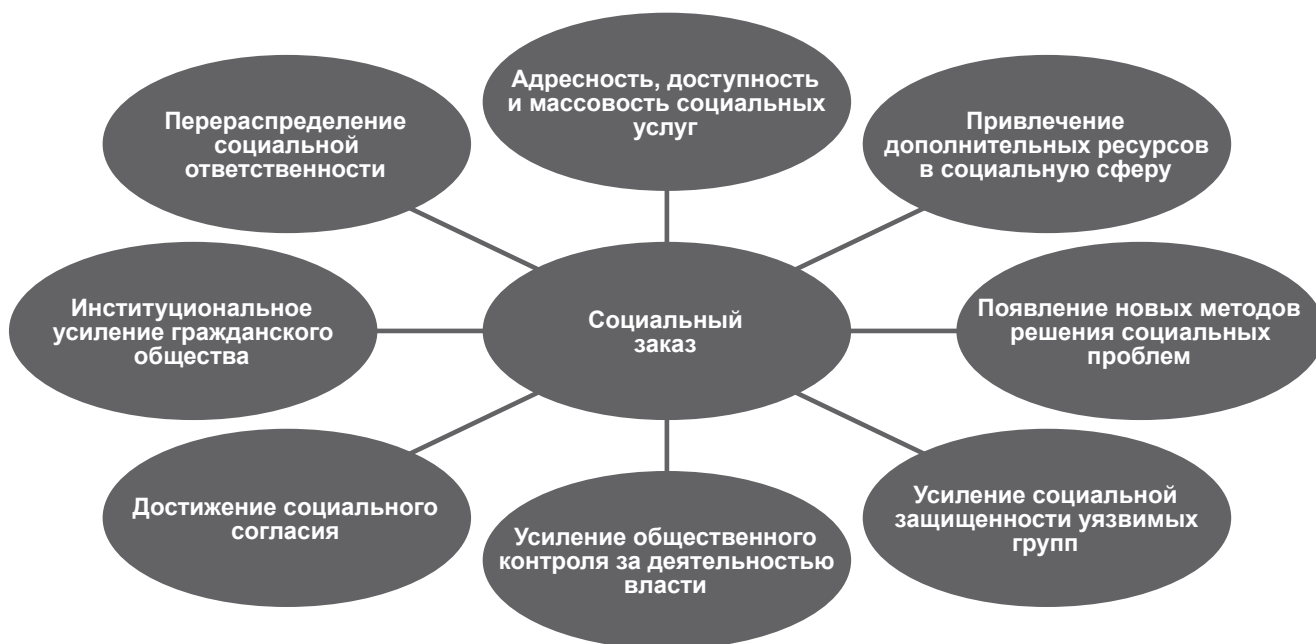 Адресность, доступность
и массовость социальных
услуг
Перераспределение
социальной
ответственности
Привлечение
дополнительных ресурсов
в социальную сферу
Институциональное
усиление гражданского
общества
Социальный
заказ
Появление новых методов
решения социальных
проблем
Достижение социального
согласия
Усиление общественного
контроля за деятельностью
власти
Усиление социальной
защищенности уязвимых
групп